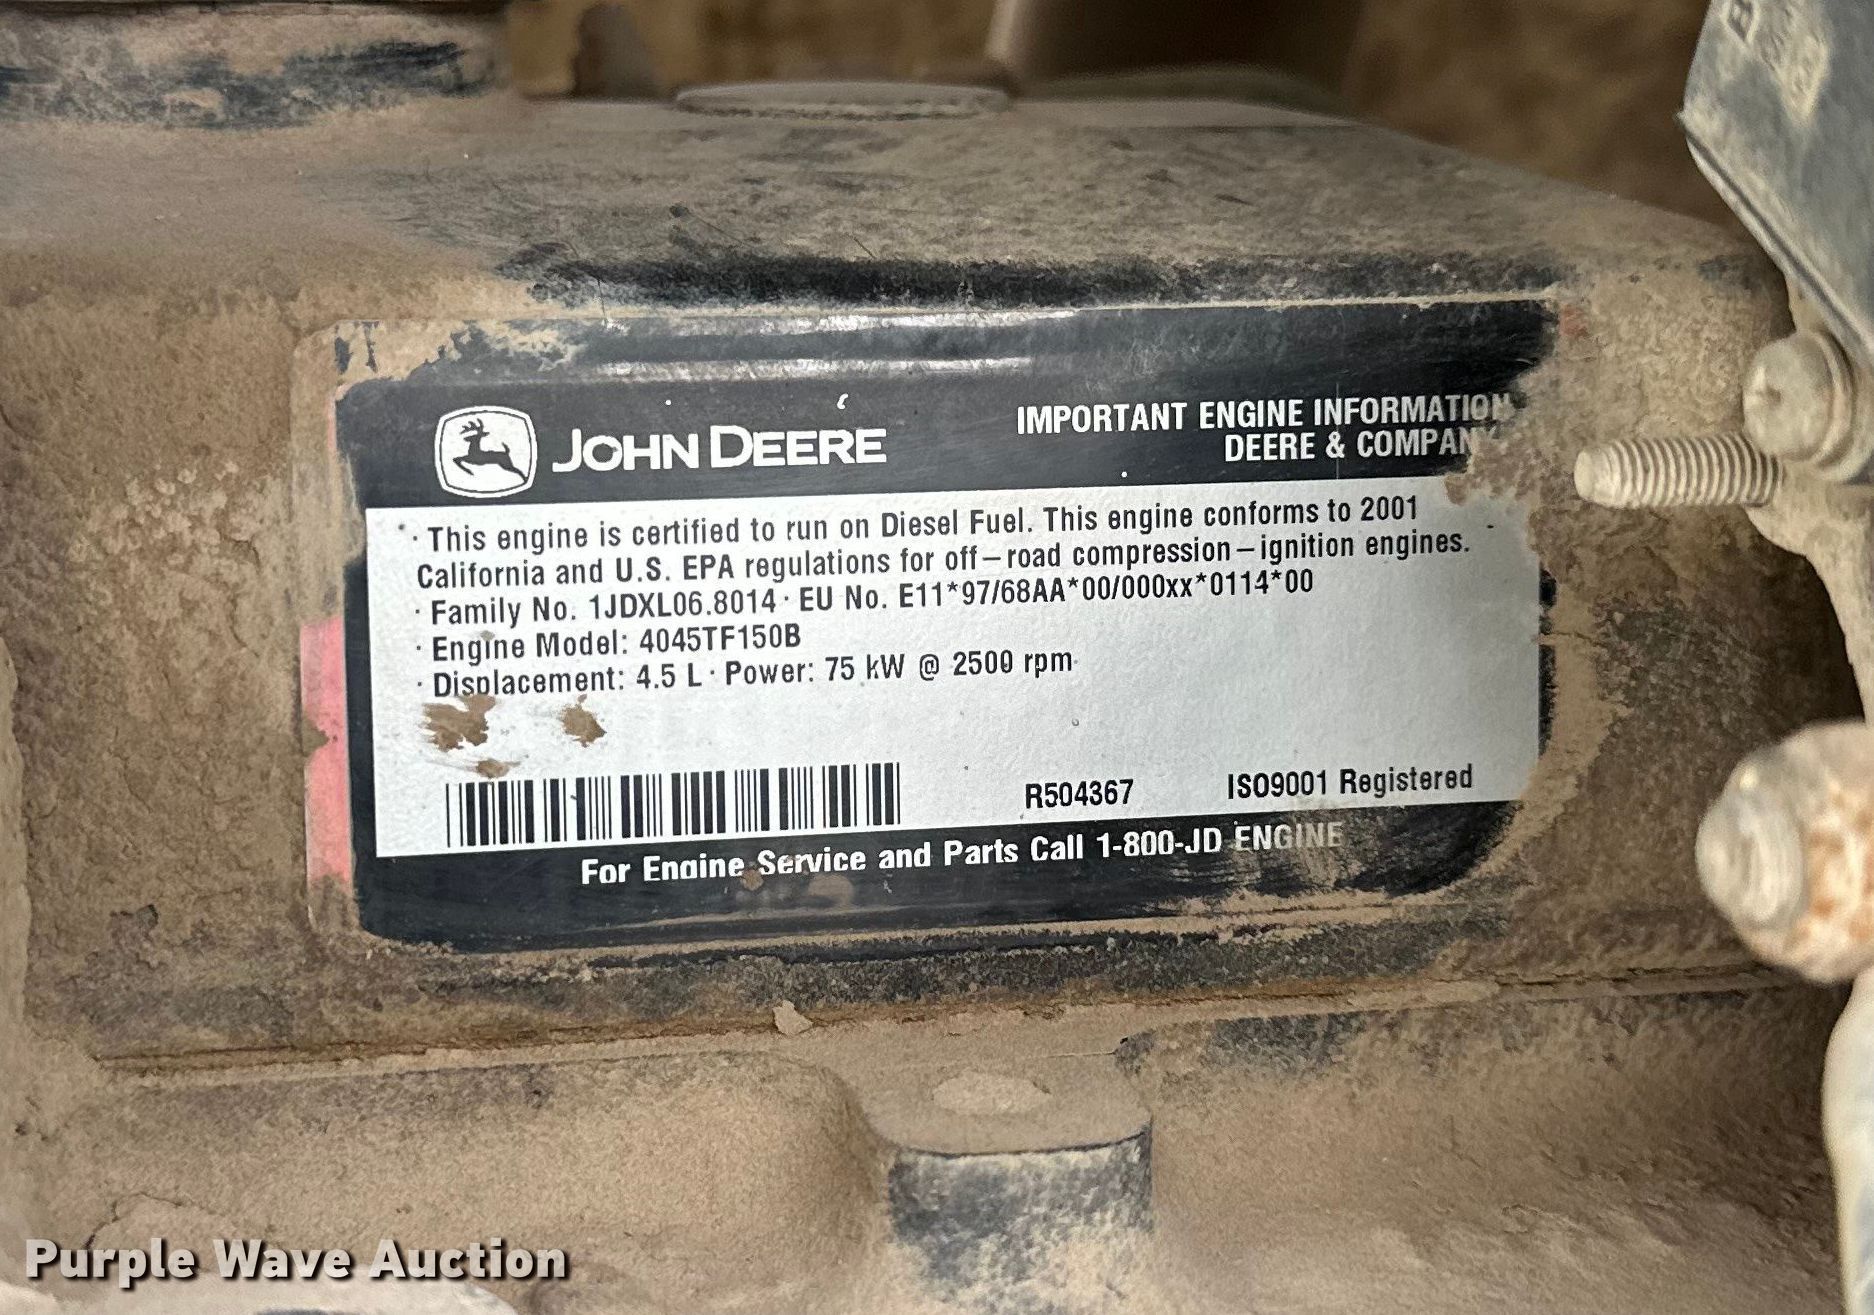 JOHN DEERE
IMPORTANT ENGINE INFORMATION
DEERE & COMPANY
· This engine is certified to run on Diesel Fuel. This engine conforms to 2001
California and U.S. EPA regulations for off–road compression–ignition engines.
· Family No. 1JDXL06.8014 · EU No. E11*97/68AA*00/000xx*0114*00
· Engine Model: 4045TF150B
· Displacement: 4.5 L · Power: 75 kW @ 2500 rpm
R504367
ISO9001 Registered
For Engine Service and Parts Call 1-800-JD ENGINE
Purple Wave Auction